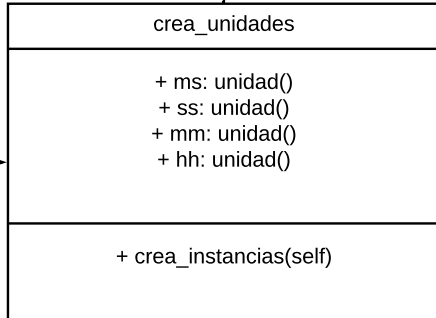 crea_unidades
+ ms: unidad()
+ ss: unidad()
+ mm: unidad()
+ hh: unidad()
+ crea_instancias(self)